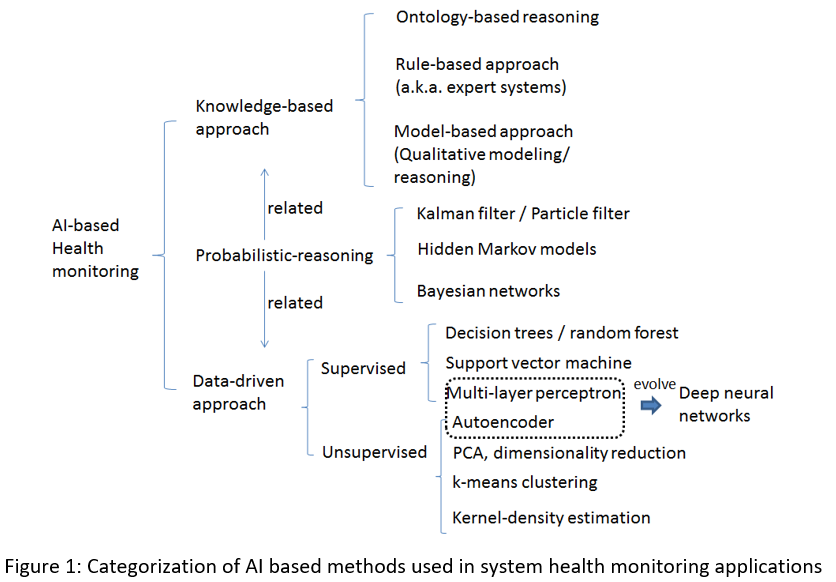 AI-based
Health
monitoring
Knowledge-based
approach
Ontology-based reasoning
Rule-based approach
(a.k.a. expert systems)
Model-based approach
(Qualitative modeling/
reasoning)
related
Probabilistic-reasoning
Kalman filter / Particle filter
Hidden Markov models
Bayesian networks
related
Data-driven
approach
Supervised
Decision trees / random forest
Support vector machine
Multi-layer perceptron
evolve
Deep neural
networks
Unsupervised
Autoencoder
PCA, dimensionality reduction
k-means clustering
Kernel-density estimation
Figure 1: Categorization of AI based methods used in system health monitoring applications